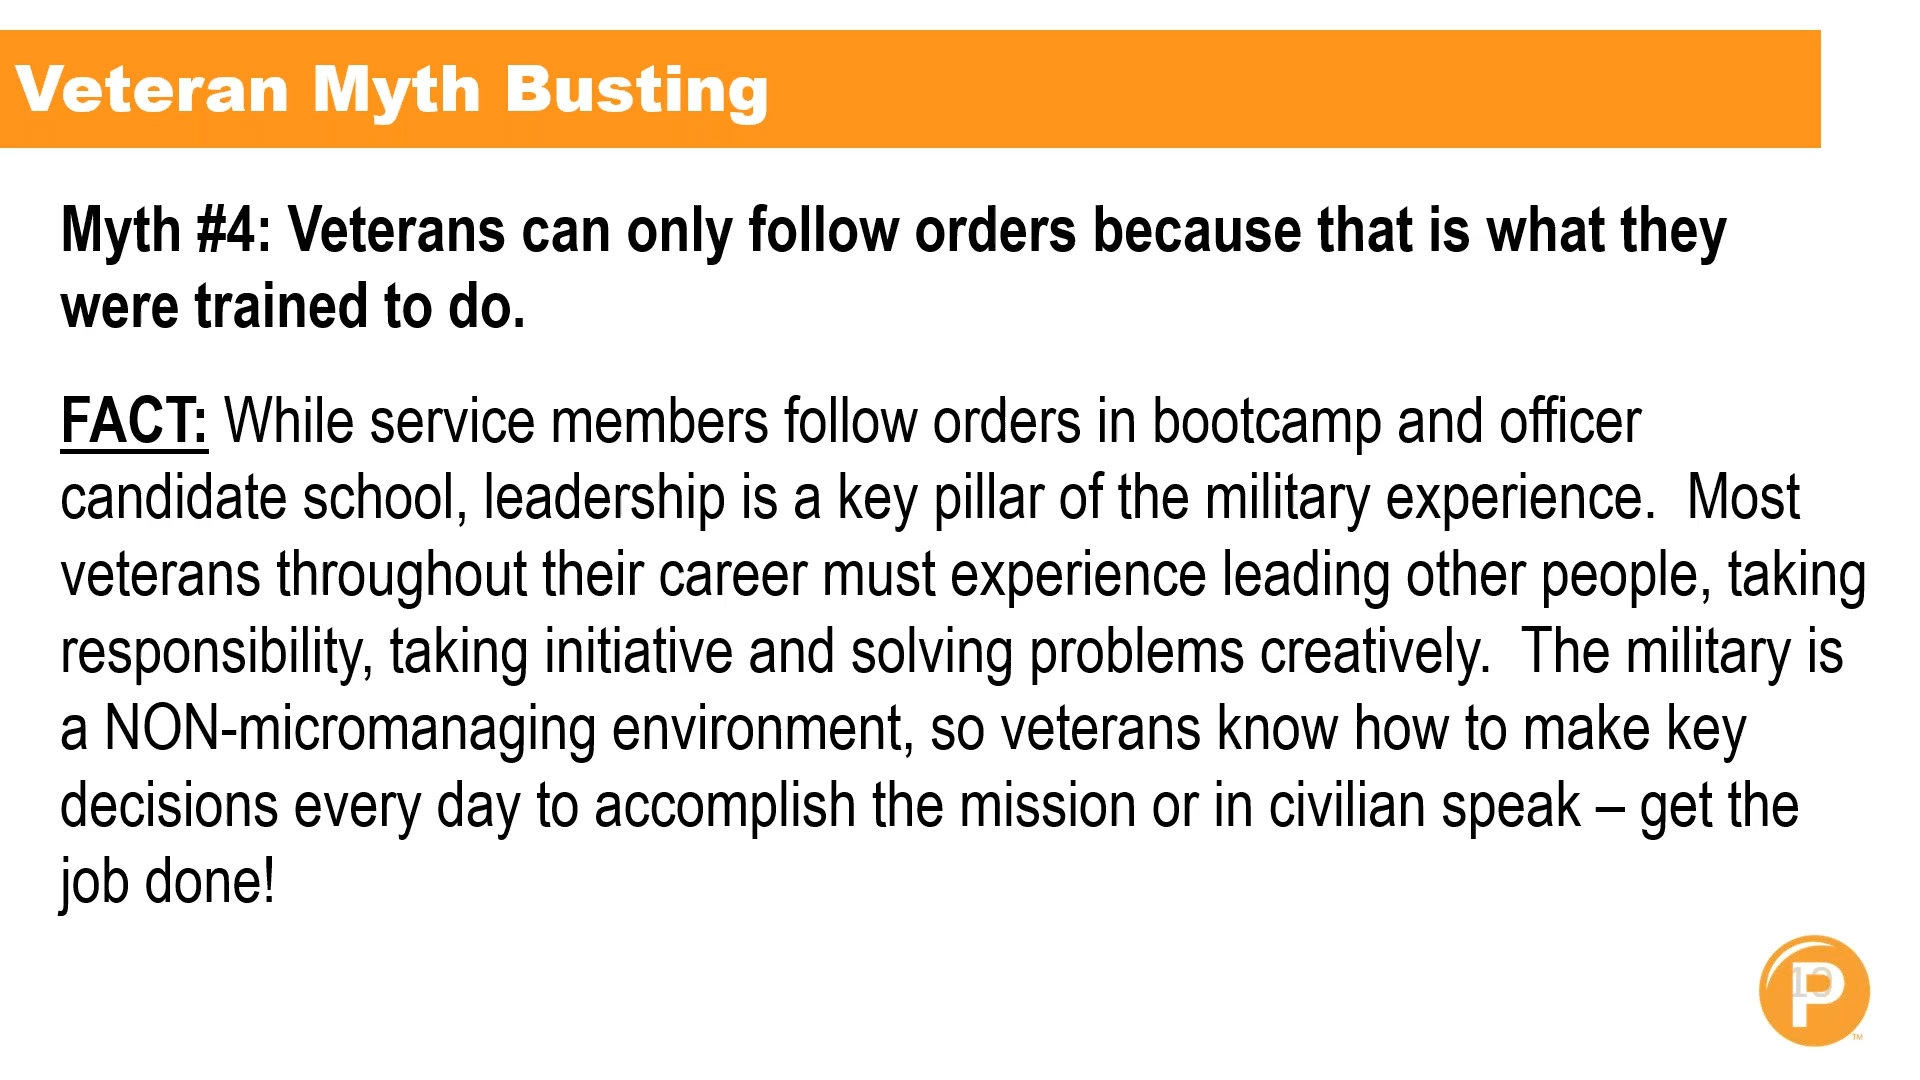 Veteran Myth Busting
Myth #4: Veterans can only follow orders because that is what they
were trained to do.
FACT: While service members follow orders in bootcamp and officer
candidate school, leadership is a key pillar of the military experience.  Most
veterans throughout their career must experience leading other people, taking
responsibility, taking initiative and solving problems creatively.  The military is
a NON-micromanaging environment, so veterans know how to make key
decisions every day to accomplish the mission or in civilian speak – get the
job done!
P
TM